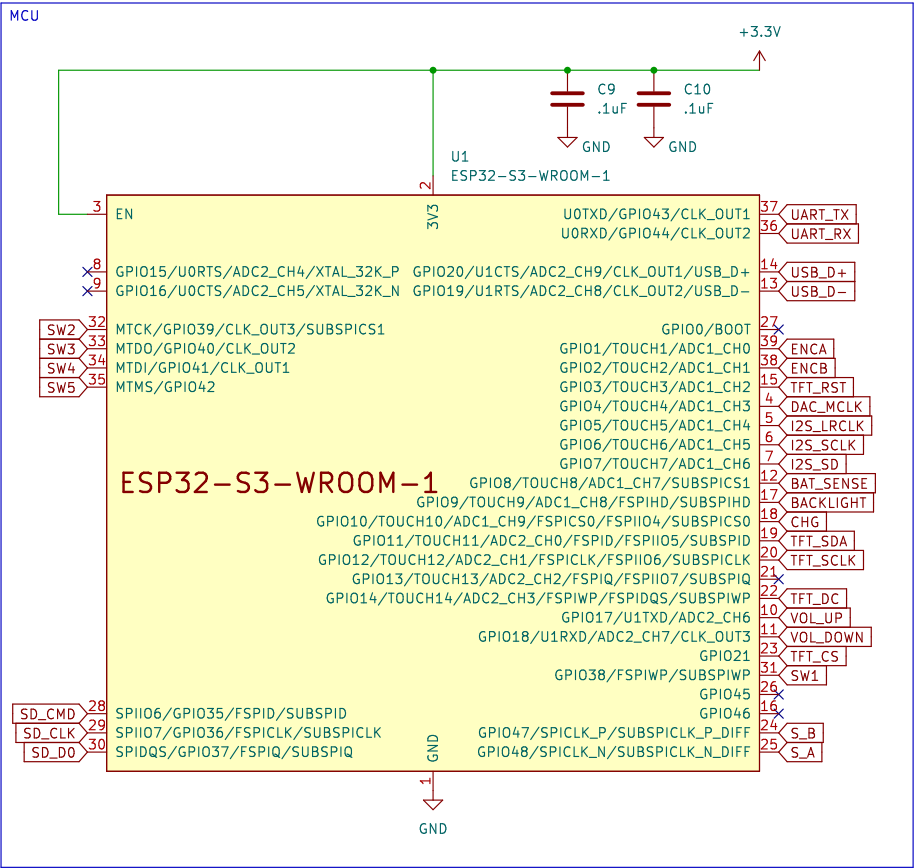 MCU
+3.3V
C9
.1uF
GND
C10
.1uF
GND
U1
ESP32-S3-WROOM-1
2
3V3
3 EN
8 GPIO15/U0RTS/ADC2_CH4/XTAL_32K_P
9 GPIO16/U0CTS/ADC2_CH5/XTAL_32K_N
SW2 32 MTCK/GPIO39/CLK_OUT3/SUBSPICS1
SW3 33 MTDO/GPIO40/CLK_OUT2
SW4 34 MTDI/GPIO41/CLK_OUT1
SW5 35 MTMS/GPIO42
ESP32-S3-WROOM-1
SD_CMD 28 SPIIO6/GPIO35/FSPID/SUBSPID
SD_CLK 29 SPIIO7/GPIO36/FSPICLK/SUBSPICLK
SD_D0 30 SPIDQS/GPIO37/FSPIQ/SUBSPIQ
U0TXD/GPIO43/CLK_OUT1 37 UART_TX
U0RXD/GPIO44/CLK_OUT2 36 UART_RX
GPIO20/U1CTS/ADC2_CH9/CLK_OUT1/USB_D+ 14 USB_D+
GPIO19/U1RTS/ADC2_CH8/CLK_OUT2/USB_D- 13 USB_D-
GPIO0/BOOT 27
GPIO1/TOUCH1/ADC1_CH0 39 ENCA
GPIO2/TOUCH2/ADC1_CH1 38 ENCB
GPIO3/TOUCH3/ADC1_CH2 15 TFT_RST
GPIO4/TOUCH4/ADC1_CH3 4 DAC_MCLK
GPIO5/TOUCH5/ADC1_CH4 5 I2S_LRCLK
GPIO6/TOUCH6/ADC1_CH5 6 I2S_SCLK
GPIO7/TOUCH7/ADC1_CH6 7 I2S_SD
GPIO8/TOUCH8/ADC1_CH7/SUBSPICS1 12 BAT_SENSE
GPIO9/TOUCH9/ADC1_CH8/FSPIHD/SUBSPIHD 17 BACKLIGHT
GPIO10/TOUCH10/ADC1_CH9/FSPICS0/FSPIIO4/SUBSPICS0 18 CHG
GPIO11/TOUCH11/ADC2_CH0/FSPID/FSPIIO5/SUBSPID 19 TFT_SDA
GPIO12/TOUCH12/ADC2_CH1/FSPICLK/FSPIIO6/SUBSPICLK 20 TFT_SCLK
GPIO13/TOUCH13/ADC2_CH2/FSPIQ/FSPIIO7/SUBSPIQ 21
GPIO14/TOUCH14/ADC2_CH3/FSPIWP/FSPIDQS/SUBSPIWP 22 TFT_DC
GPIO17/U1TXD/ADC2_CH6 10 VOL_UP
GPIO18/U1RXD/ADC2_CH7/CLK_OUT3 11 VOL_DOWN
GPIO21 23 TFT_CS
GPIO38/FSPIWP/SUBSPIWP 31 SW1
GPIO45 26
GPIO46 16
GPIO47/SPICLK_P/SUBSPICLK_P_DIFF 24 S_B
GPIO48/SPICLK_N/SUBSPICLK_N_DIFF 25 S_A
GND
1
GND